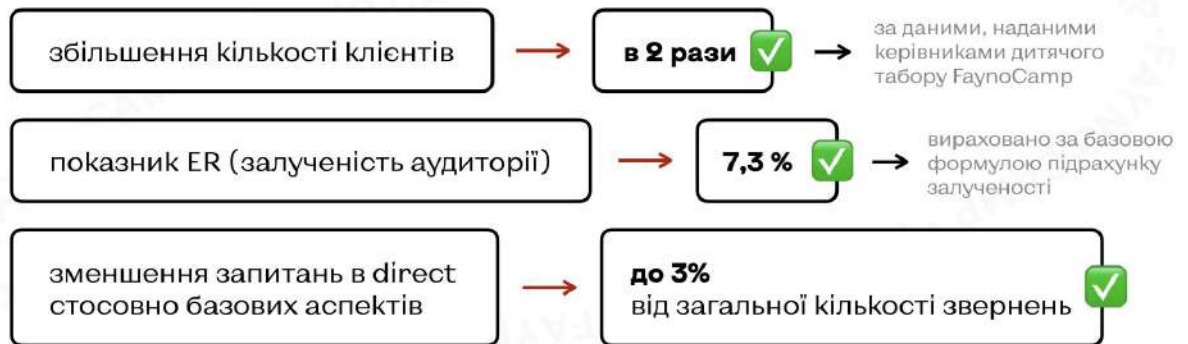 збільшення кількості клієнтів → в 2 рази ✅ → за даними, наданими
керівниками дитячого
табору FaynoCamp
показник ER (залученість аудиторії) → 7,3 % ✅ → вираховано за базовою
формулою підрахунку
залученості
зменшення запитань в direct
стосовно базових аспектів → до 3%
від загальної кількості звернень ✅